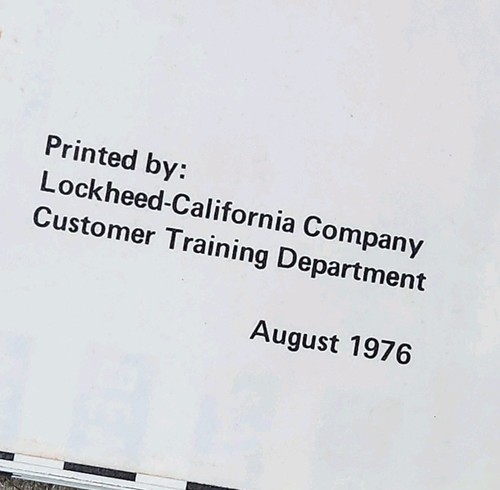 Printed by:
Lockheed-California Company
Customer Training Department
August 1976